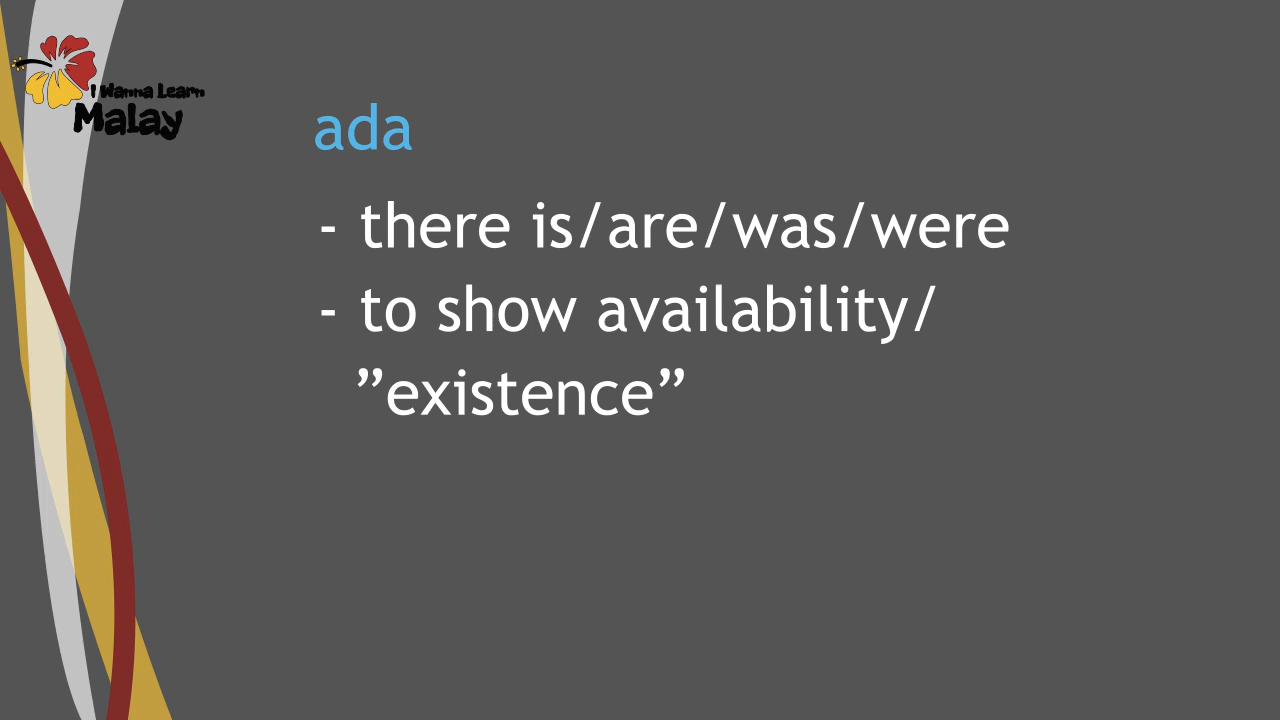 I Wanna Learn
Malay
ada
- there is/are/was/were
- to show availability/
”existence”